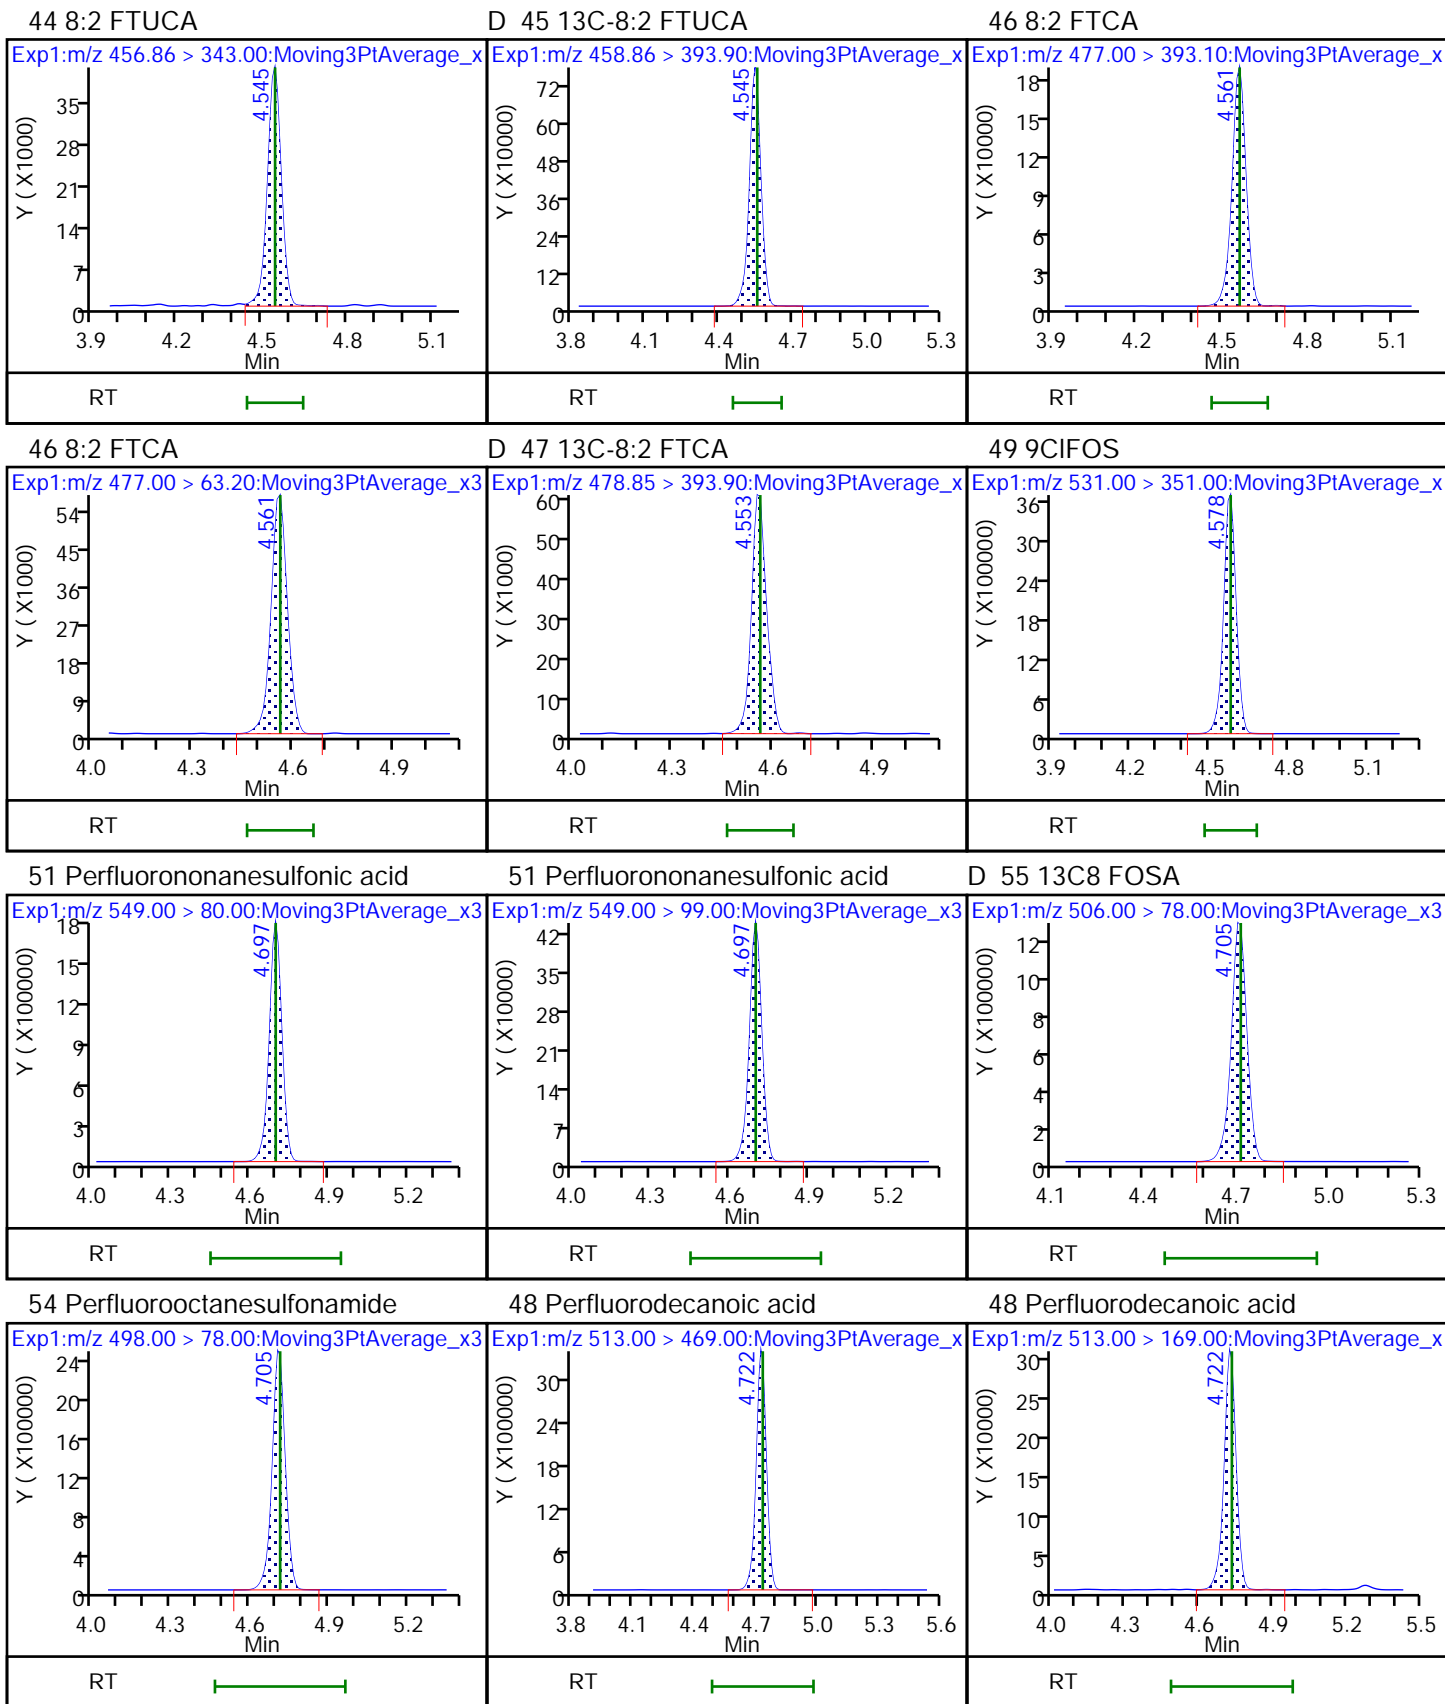 44 8:2 FTUCA
Exp1:m/z 456.86 > 343.00:Moving3PtAverage_x
Y ( X1000)
35
28
21
14
7
0
4.545
3.9 4.2 4.5 4.8 5.1
Min
RT
D 45 13C-8:2 FTUCA
Exp1:m/z 458.86 > 393.90:Moving3PtAverage_x
Y ( X10000)
72
60
48
36
24
12
0
4.545
3.8 4.1 4.4 4.7 5.0 5.3
Min
RT
46 8:2 FTCA
Exp1:m/z 477.00 > 393.10:Moving3PtAverage_x
Y ( X10000)
18
15
12
9
6
3
0
4.561
3.9 4.2 4.5 4.8 5.1
Min
RT
46 8:2 FTCA
Exp1:m/z 477.00 > 63.20:Moving3PtAverage_x3
Y ( X1000)
54
45
36
27
18
9
0
4.561
4.0 4.3 4.6 4.9
Min
RT
D 47 13C-8:2 FTCA
Exp1:m/z 478.85 > 393.90:Moving3PtAverage_x
Y ( X1000)
60
50
40
30
20
10
0
4.553
4.0 4.3 4.6 4.9
Min
RT
49 9ClFOS
Exp1:m/z 531.00 > 351.00:Moving3PtAverage_x
Y ( X100000)
36
30
24
18
12
6
0
4.578
3.9 4.2 4.5 4.8 5.1
Min
RT
51 Perfluorononanesulfonic acid
Exp1:m/z 549.00 > 80.00:Moving3PtAverage_x3
Y ( X100000)
18
15
12
9
6
3
0
4.697
4.0 4.3 4.6 4.9 5.2
Min
RT
51 Perfluorononanesulfonic acid
Exp1:m/z 549.00 > 99.00:Moving3PtAverage_x3
Y ( X10000)
42
35
28
21
14
7
0
4.697
4.0 4.3 4.6 4.9 5.2
Min
RT
D 55 13C8 FOSA
Exp1:m/z 506.00 > 78.00:Moving3PtAverage_x3
Y ( X100000)
12
10
8
6
4
2
0
4.705
4.1 4.4 4.7 5.0 5.3
Min
RT
54 Perfluorooctanesulfonamide
Exp1:m/z 498.00 > 78.00:Moving3PtAverage_x3
Y ( X100000)
24
20
16
12
8
4
0
4.705
4.0 4.3 4.6 4.9 5.2
Min
RT
48 Perfluorodecanoic acid
Exp1:m/z 513.00 > 469.00:Moving3PtAverage_x
Y ( X100000)
30
24
18
12
6
0
4.722
3.8 4.1 4.4 4.7 5.0 5.3 5.6
Min
RT
48 Perfluorodecanoic acid
Exp1:m/z 513.00 > 169.00:Moving3PtAverage_x
Y ( X10000)
30
25
20
15
10
5
0
4.722
4.0 4.3 4.6 4.9 5.2 5.5
Min
RT